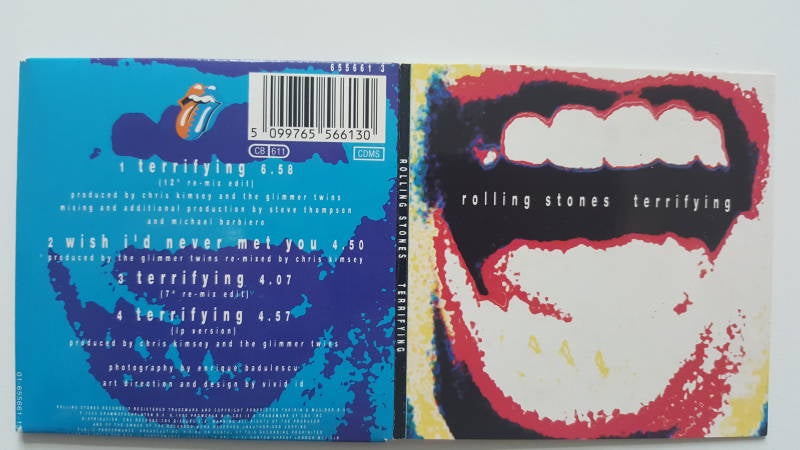 655661 3
5 099765 566130
CB 611
CDMS
1 terrifying 6.58
(12" re-mix edit)
produced by chris kimsey and the glimmer twins
mixing and additional production by steve thompson
and michael barbiero
2 wish i'd never met you 4.50
produced by the glimmer twins re-mixed by chris kimsey
3 terrifying 4.07
(7" re-mix edit)
4 terrifying 4.57
(lp version)
produced by chris kimsey and the glimmer twins
photography by enrique badulescu
art direction and design by vivid id
ROLLING STONES TERRIFYING
rolling stones terrifying